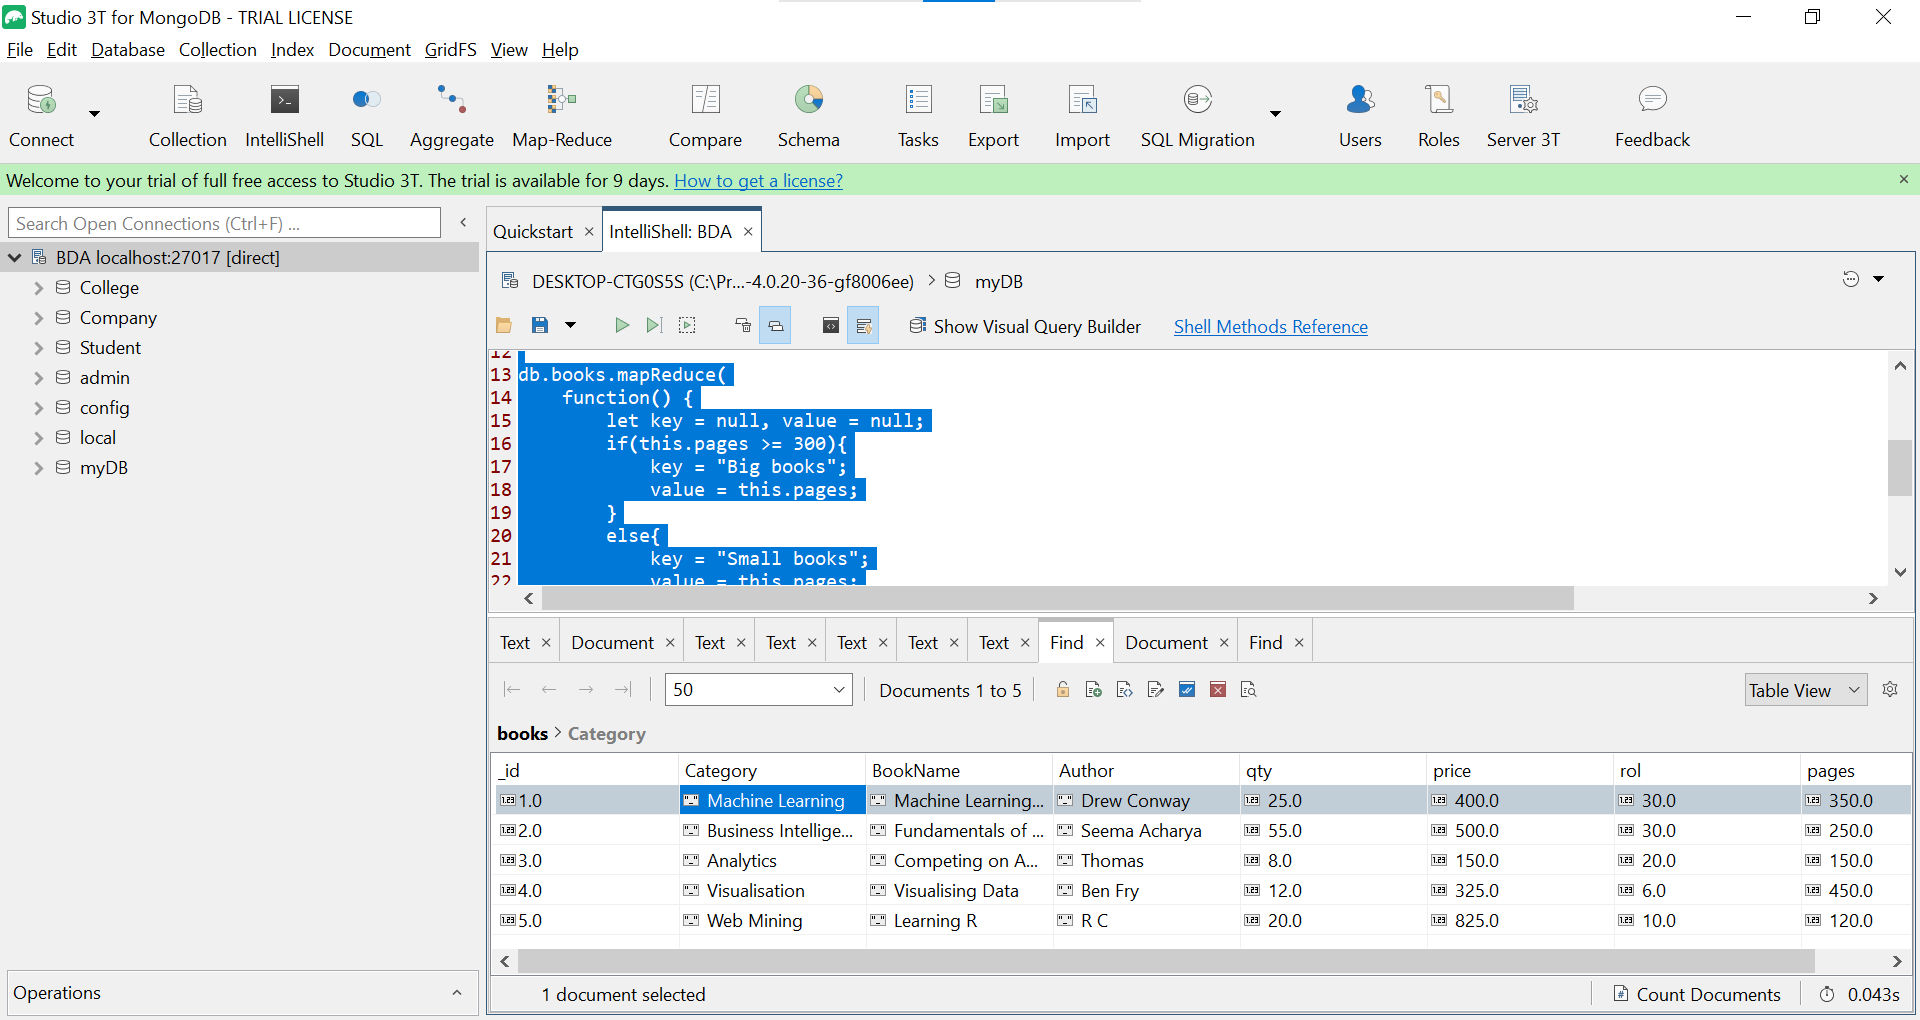 Studio 3T for MongoDB - TRIAL LICENSE
File Edit Database Collection Index Document GridFS View Help
Connect Collection IntelliShell SQL Aggregate Map-Reduce Compare Schema Tasks Export Import SQL Migration Users Roles Server 3T Feedback
Welcome to your trial of full free access to Studio 3T. The trial is available for 9 days. How to get a license?
Search Open Connections (Ctrl+F) ...
BDA localhost:27017 [direct]
College
Company
Student
admin
config
local
myDB
Operations
Quickstart IntelliShell: BDA
DESKTOP-CTG0S5S (C:\Pr...-4.0.20-36-gf8006ee) > myDB
Show Visual Query Builder Shell Methods Reference
12
13 db.books.mapReduce(
14 function() {
15 let key = null, value = null;
16 if(this.pages >= 300){
17 key = "Big books";
18 value = this.pages;
19 }
20 else{
21 key = "Small books";
22 value = this.pages;
Text Document Text Text Text Text Text Find Document Find
50 Documents 1 to 5 Table View
books > Category
_id Category BookName Author qty price rol pages
1.0 Machine Learning Machine Learning... Drew Conway 25.0 400.0 30.0 350.0
2.0 Business Intellige... Fundamentals of ... Seema Acharya 55.0 500.0 30.0 250.0
3.0 Analytics Competing on A... Thomas 8.0 150.0 20.0 150.0
4.0 Visualisation Visualising Data Ben Fry 12.0 325.0 6.0 450.0
5.0 Web Mining Learning R R C 20.0 825.0 10.0 120.0
1 document selected Count Documents 0.043s